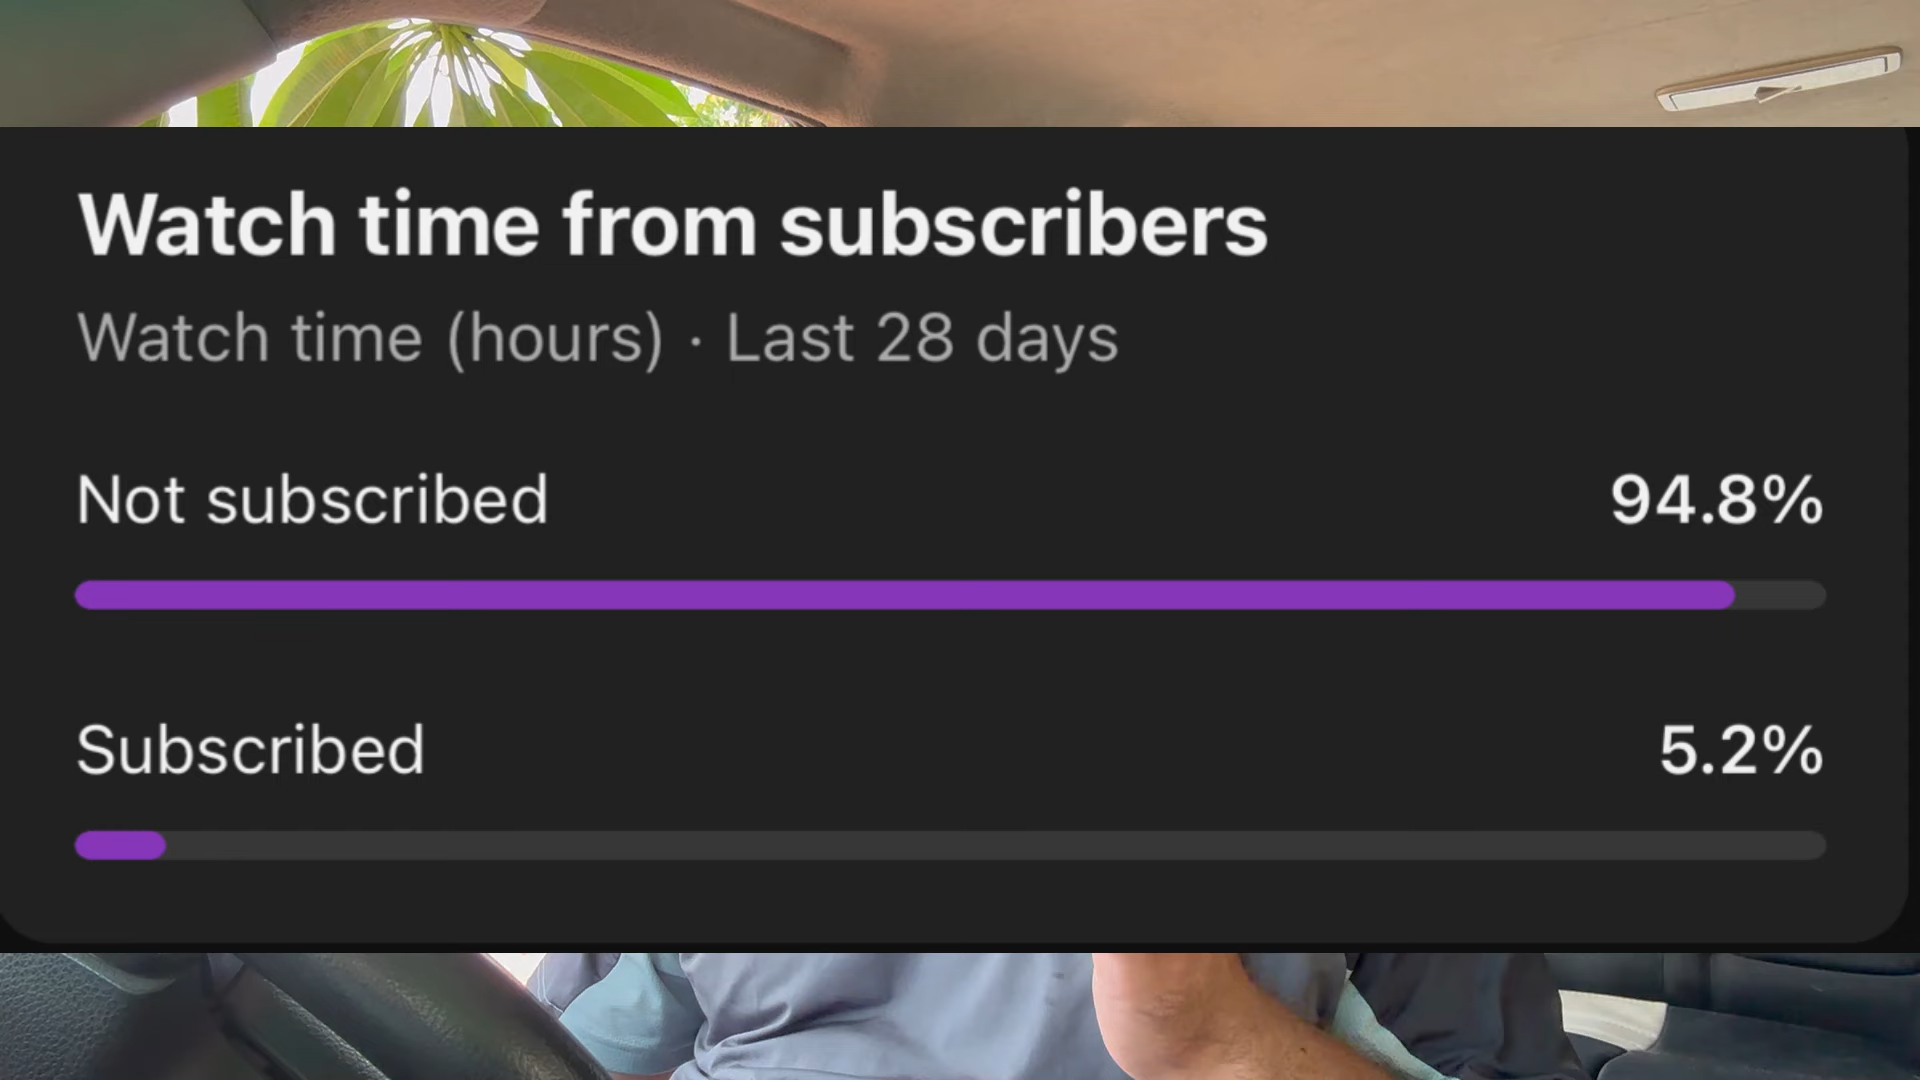 Watch time from subscribers
Watch time (hours) · Last 28 days
Not subscribed 94.8%
Subscribed 5.2%